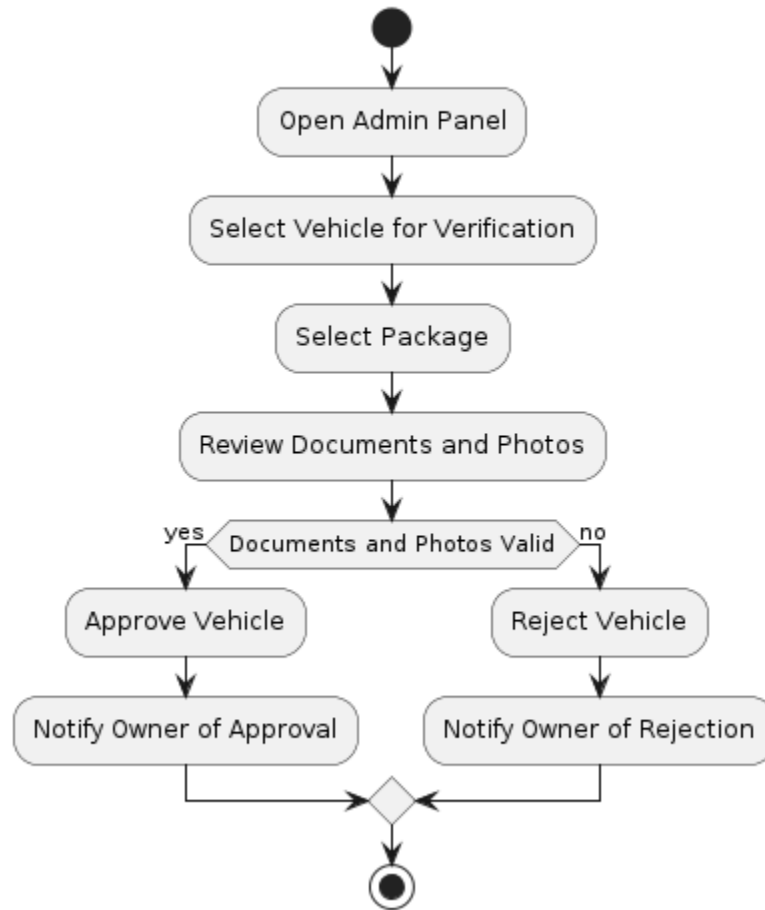 Open Admin Panel
Select Vehicle for Verification
Select Package
Review Documents and Photos
yes
Documents and Photos Valid
no
Approve Vehicle
Reject Vehicle
Notify Owner of Approval
Notify Owner of Rejection